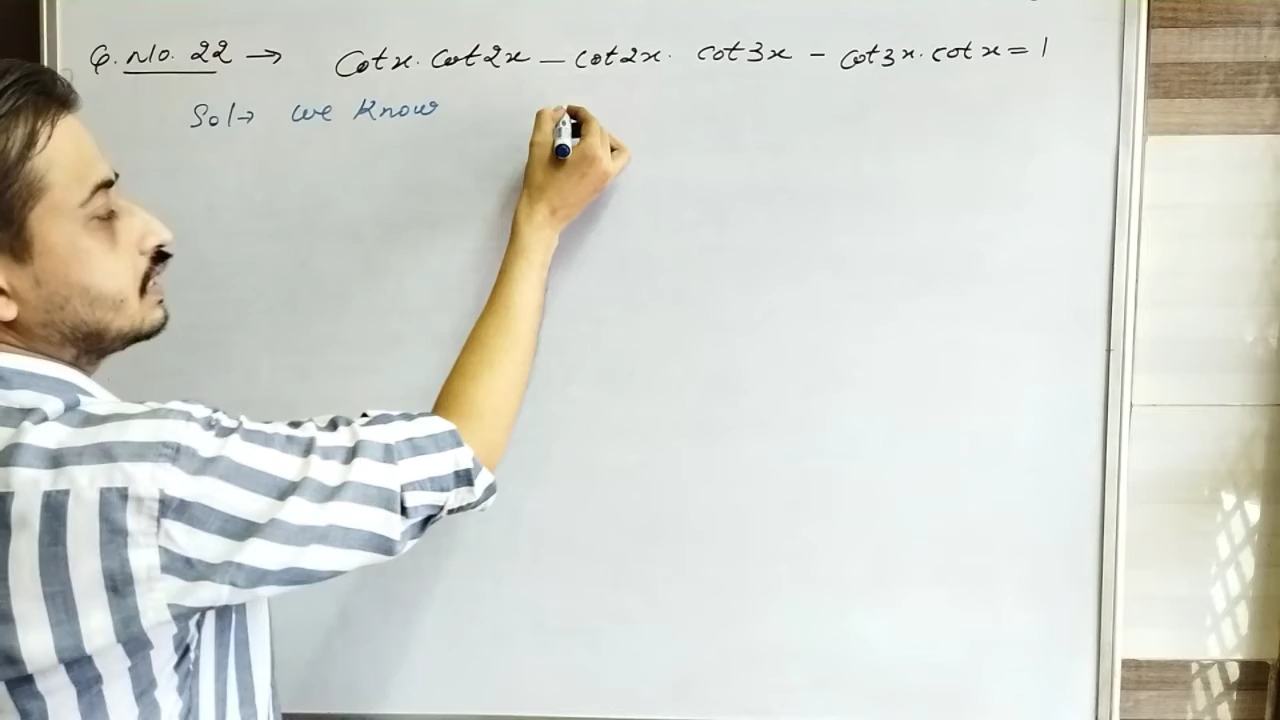 Q. No. 22 → Cotx. Cot2x - cot2x. cot3x - cot3x. cotx = 1
Sol→ we know